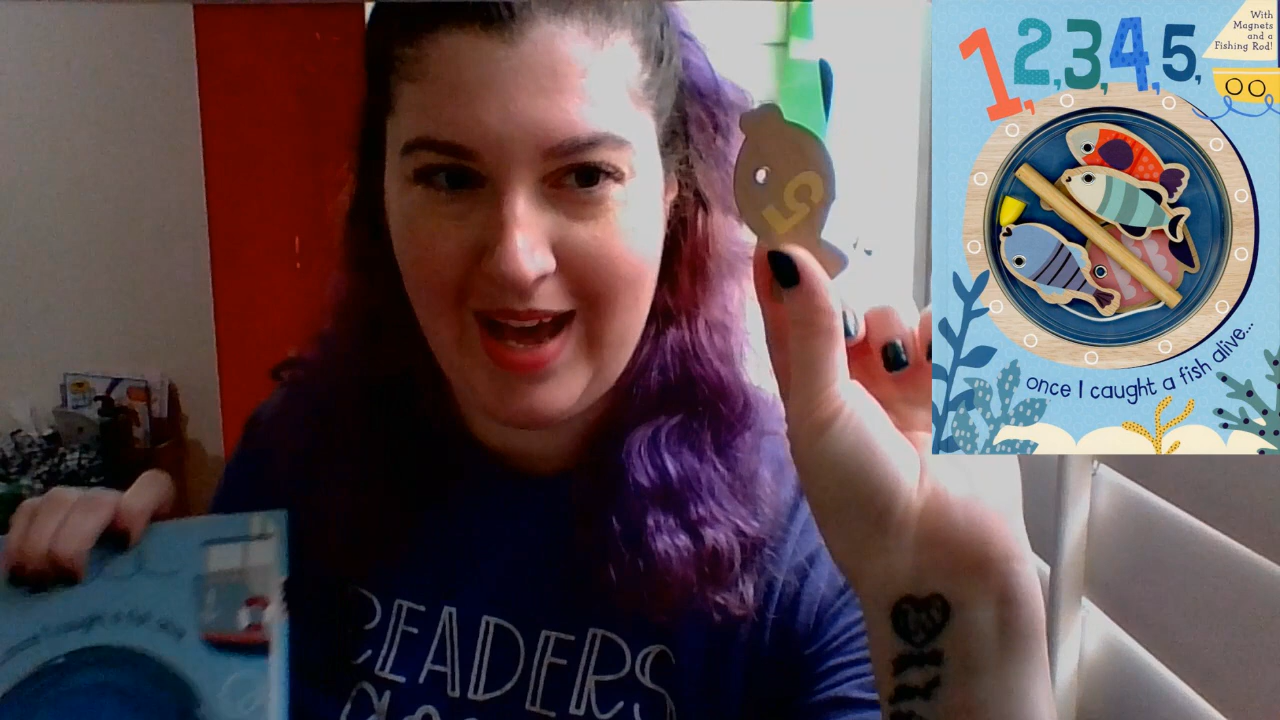 1, 2, 3, 4, 5,
With
Magnets
and a
Fishing Rod!
once I caught a fish alive...
5
READERS